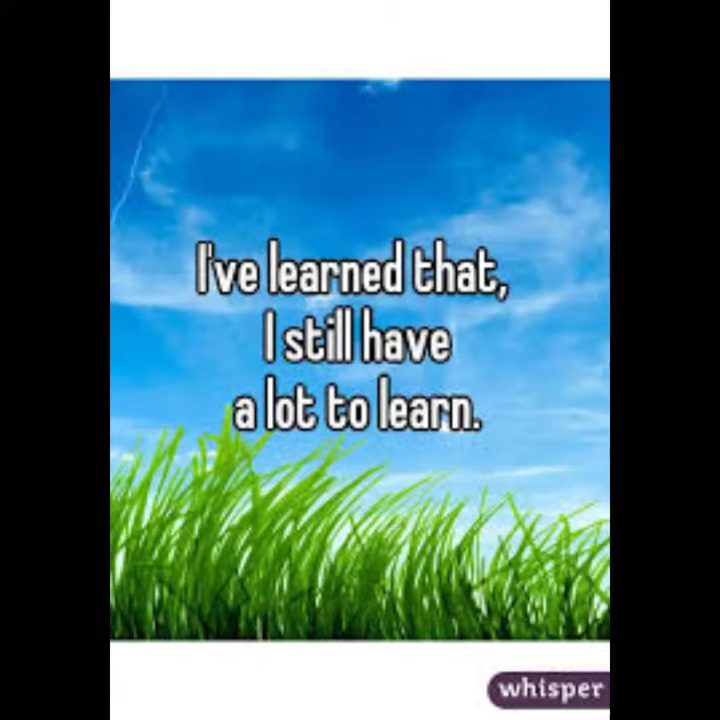 I've learned that,
I still have
a lot to learn.
whisper